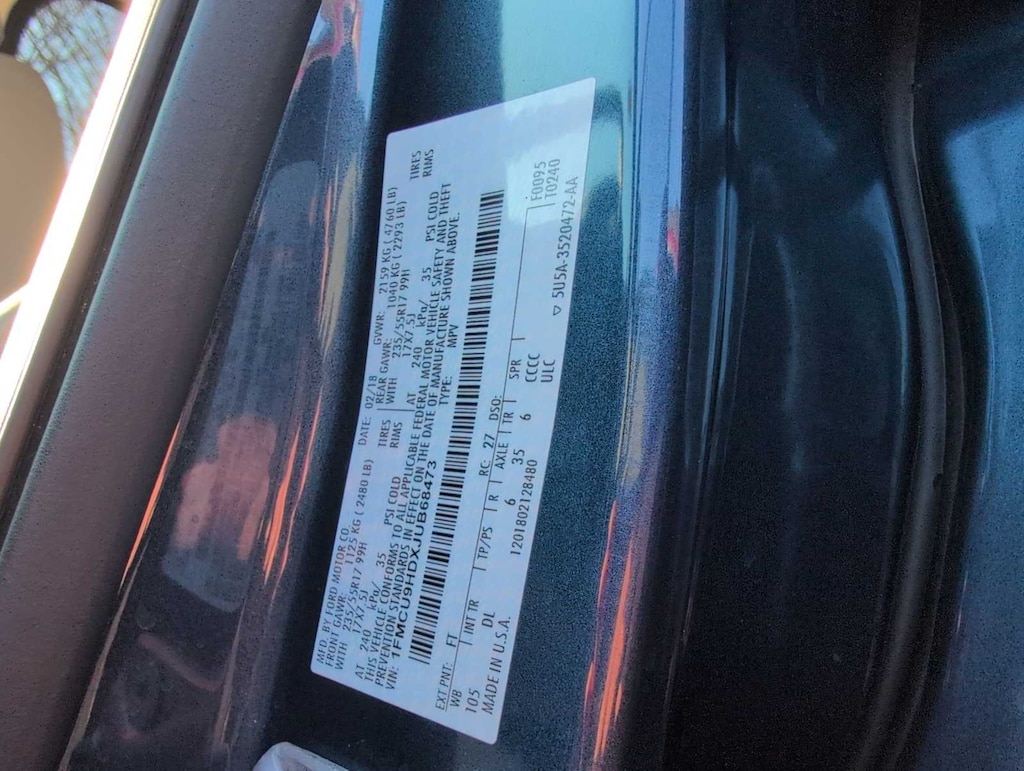 MFD. BY FORD MOTOR CO. DATE: 02/18 GVWR: 2159 KG ( 4760 LB)
FRONT GAWR: 1125 KG ( 2480 LB) REAR GAWR: 1040 KG ( 2293 LB)
WITH 235/55R17 99H TIRES WITH 235/55R17 99H TIRES
17X7.5J RIMS 17X7.5J RIMS
AT 240 kPa/ 35 PSI COLD AT 240 kPa/ 35 PSI COLD
THIS VEHICLE CONFORMS TO ALL APPLICABLE FEDERAL MOTOR VEHICLE SAFETY AND THEFT
PREVENTION STANDARDS IN EFFECT ON THE DATE OF MANUFACTURE SHOWN ABOVE.
VIN: 1FMCU9HDXJUB68473 TYPE: MPV
EXT PNT: FT RC: 27 DSO: F0095
WB INT TR TP/PS R AXLE TR SPR T0240
105 DL 6 35 6 CCCC
MADE IN U.S.A. 1201802128480 ULC ▽ 5U5A-3520472-AA